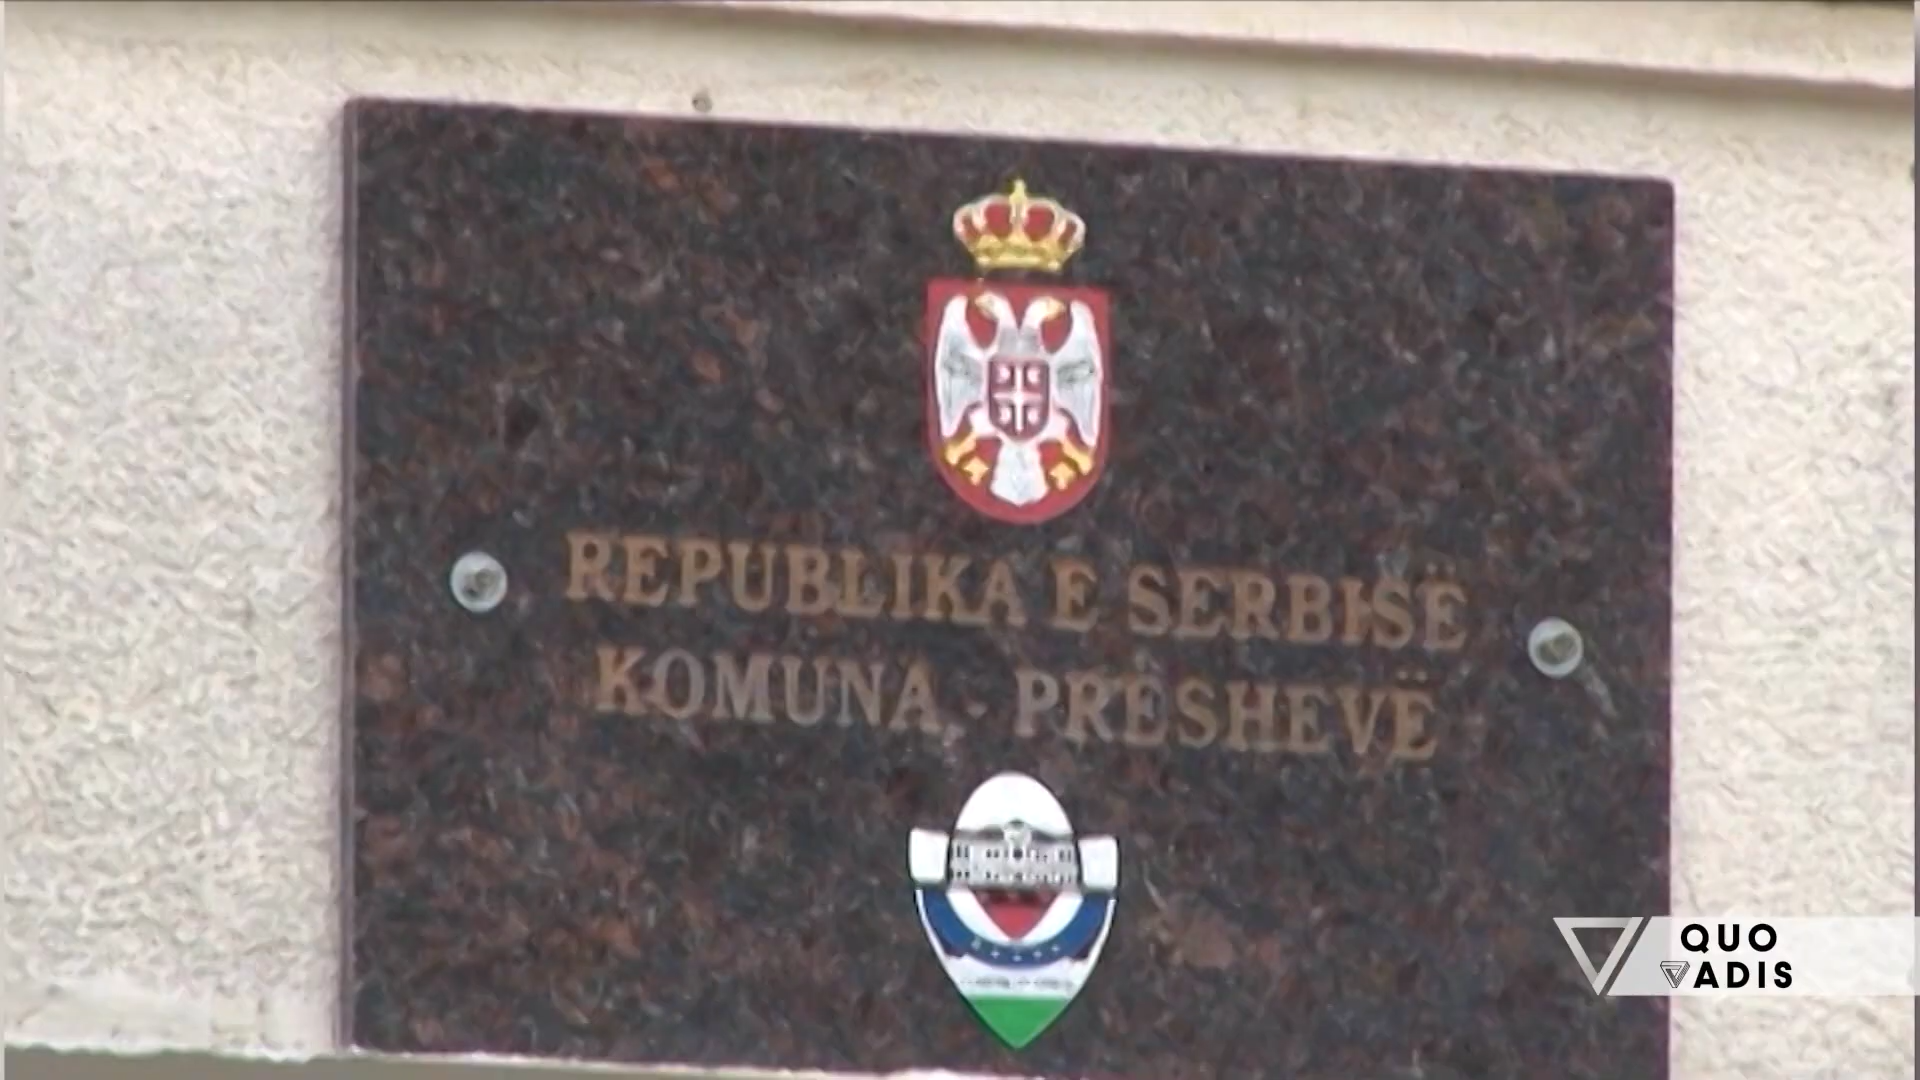 REPUBLIKA E SERBISË
KOMUNA - PRESHEVË
QUO
VADIS